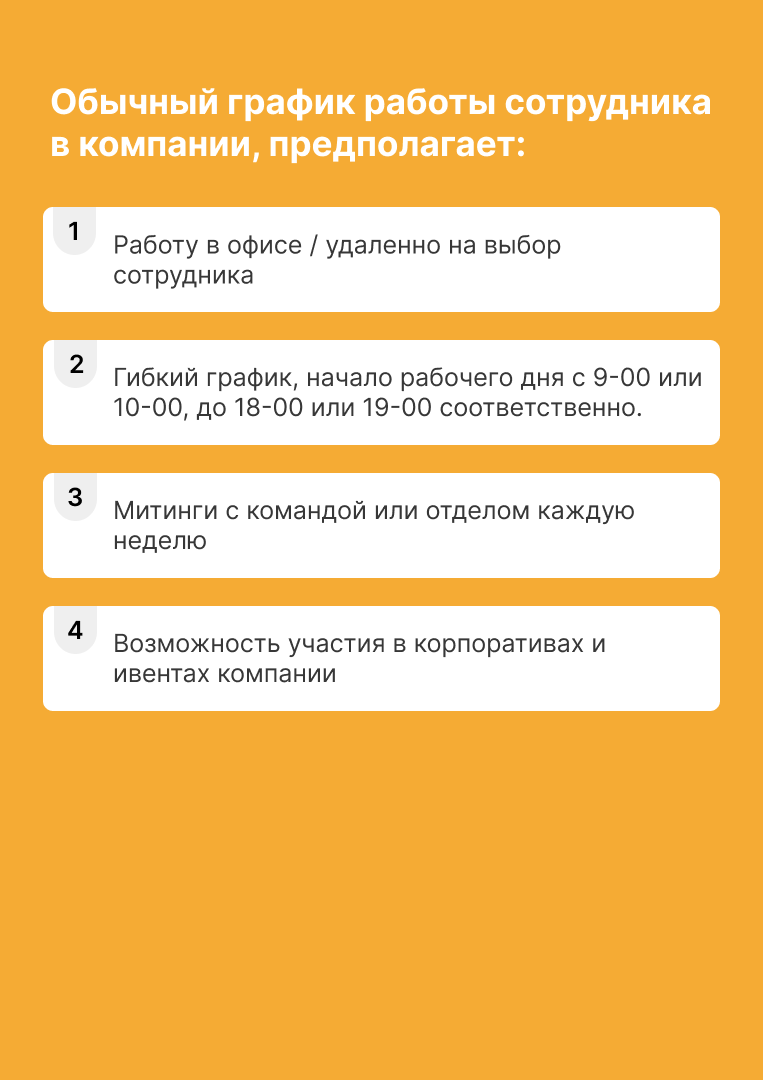 Обычный график работы сотрудника
в компании, предполагает:
1
Работу в офисе / удаленно на выбор
сотрудника
2
Гибкий график, начало рабочего дня с 9-00 или
10-00, до 18-00 или 19-00 соответственно.
3
Митинги с командой или отделом каждую
неделю
4
Возможность участия в корпоративах и
ивентах компании